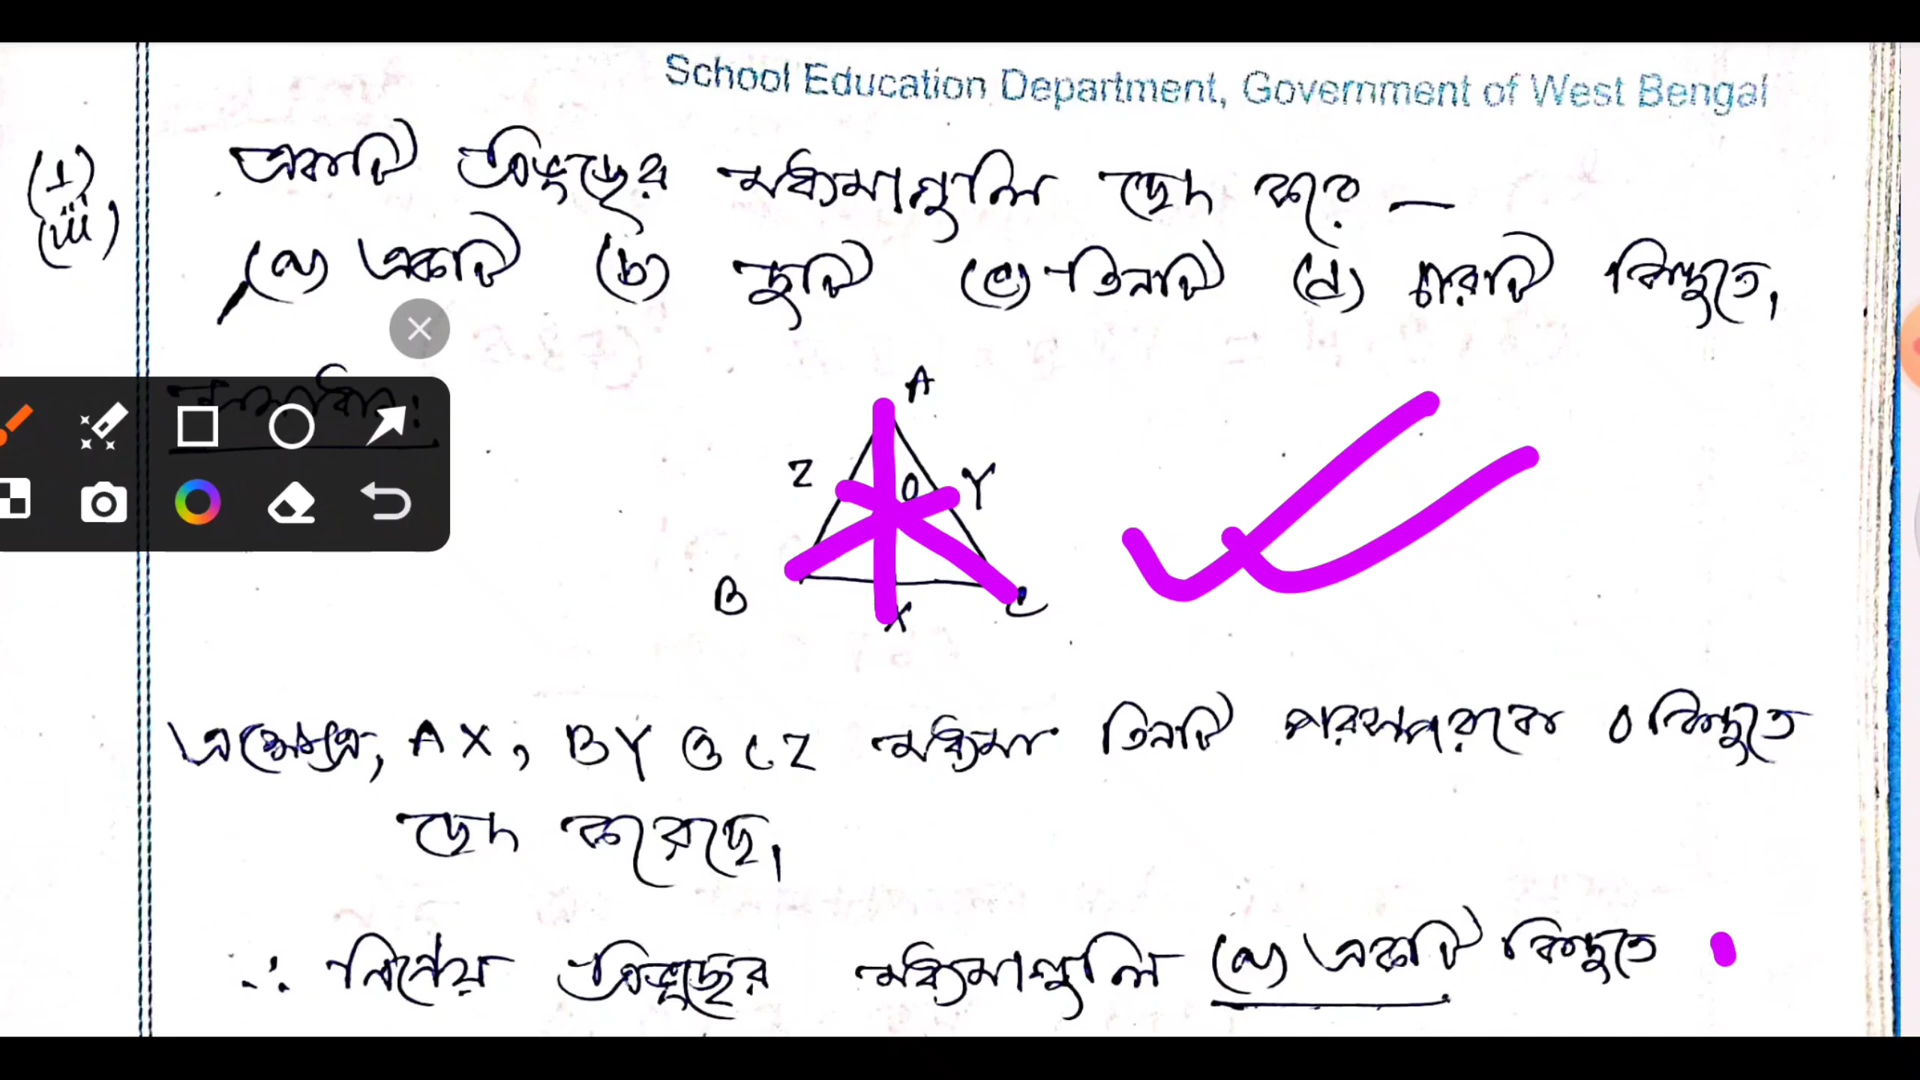 School Education Department, Government of West Bengal
(I)
(iii)
একটি ত্রিভুজের মধ্যমাগুলি ছেদ করে —
(a) একটি (b) দুটি (c) তিনটি (d) চারটি বিন্দুতে।
সমাধান:
A
Z O Y
B X C
এক্ষেত্রে, AX, BY ও CZ মধ্যমা তিনটি পরস্পরকে O বিন্দুতে
ছেদ করেছে।
∴ নির্ণেয় ত্রিভুজের মধ্যমাগুলি (a) একটি বিন্দুতে